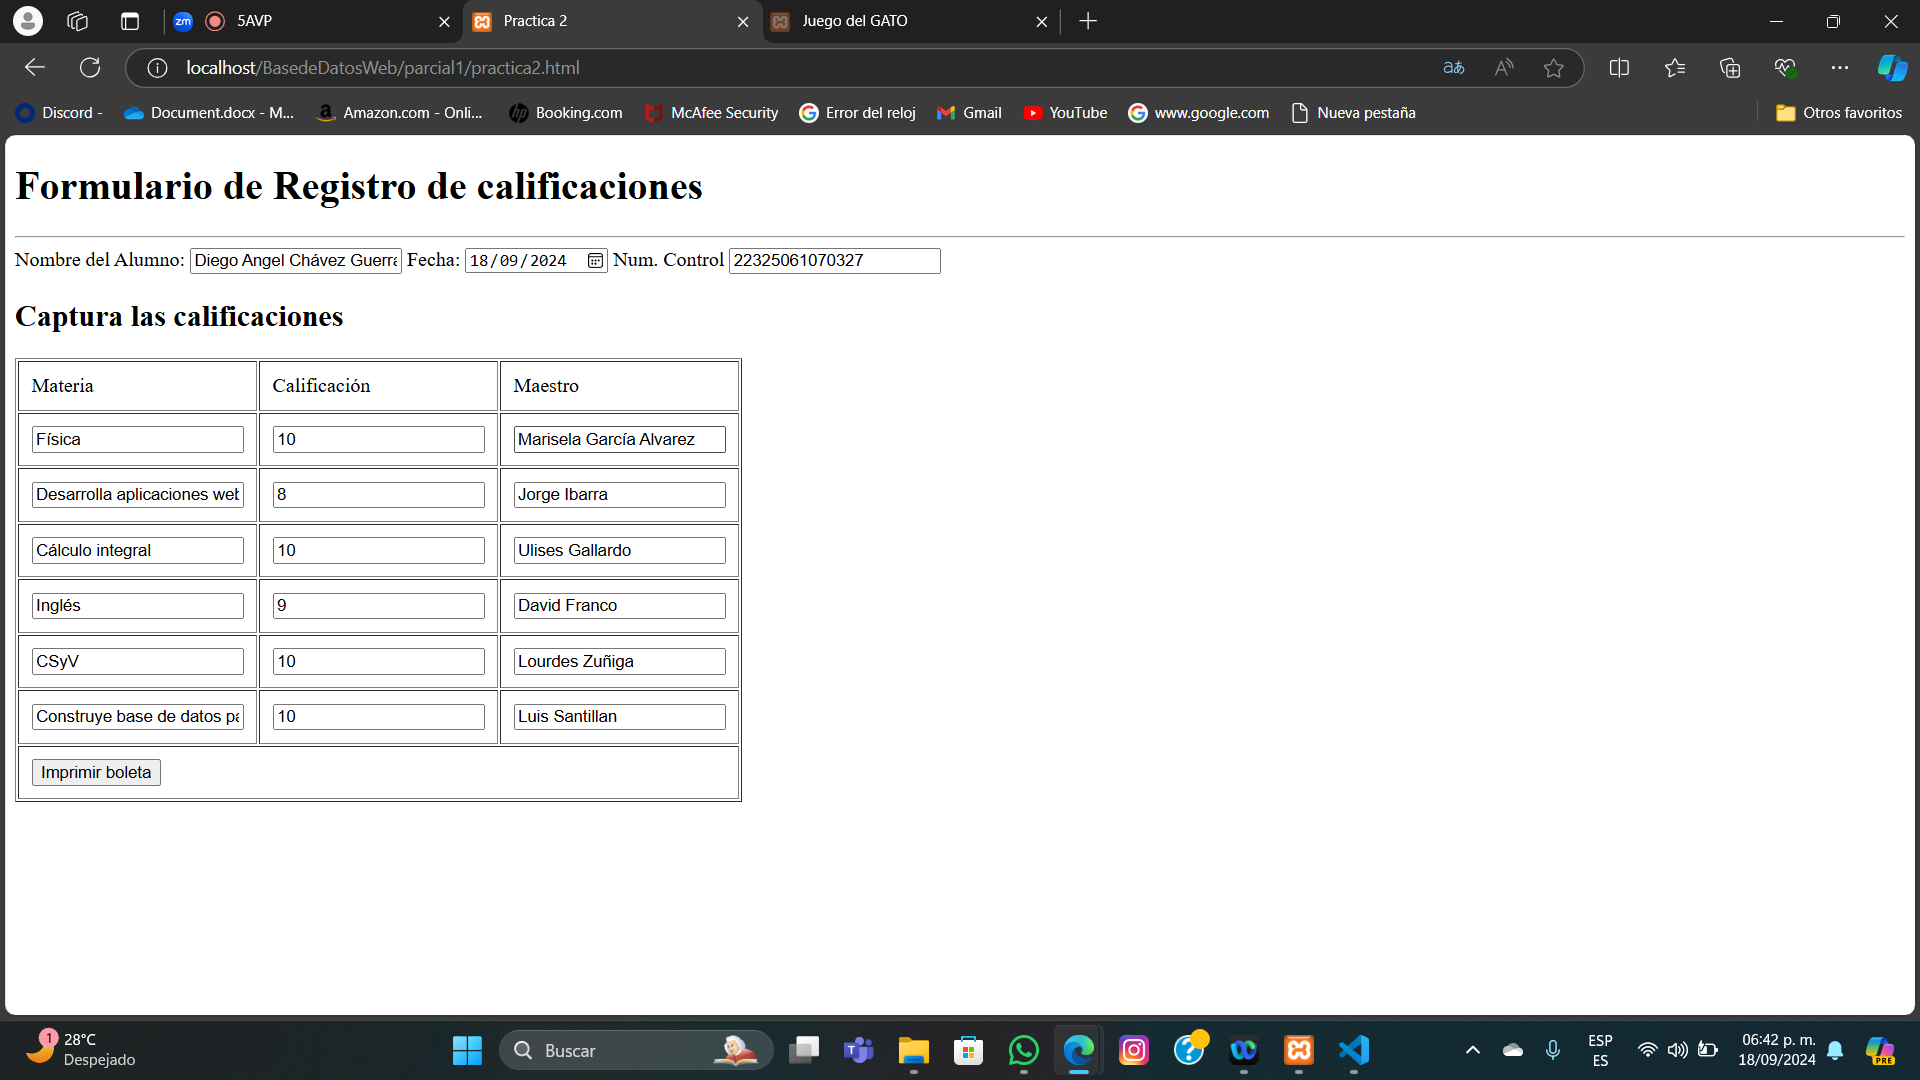 zm 5AVP Practica 2 Juego del GATO
localhost/BasedeDatosWeb/parcial1/practica2.html aあ A
Discord - Document.docx - M... Amazon.com - Onli... Booking.com McAfee Security Error del reloj Gmail YouTube www.google.com Nueva pestaña Otros favoritos
Formulario de Registro de calificaciones
Nombre del Alumno: Diego Angel Chávez Guerra Fecha: 18/09/2024 Num. Control 22325061070327
Captura las calificaciones
Materia Calificación Maestro
Física 10 Marisela García Alvarez
Desarrolla aplicaciones web 8 Jorge Ibarra
Cálculo integral 10 Ulises Gallardo
Inglés 9 David Franco
CSyV 10 Lourdes Zuñiga
Construye base de datos pa 10 Luis Santillan
Imprimir boleta
1 28°C
Despejado
Buscar
ESP
ES
06:42 p. m.
18/09/2024
PRE